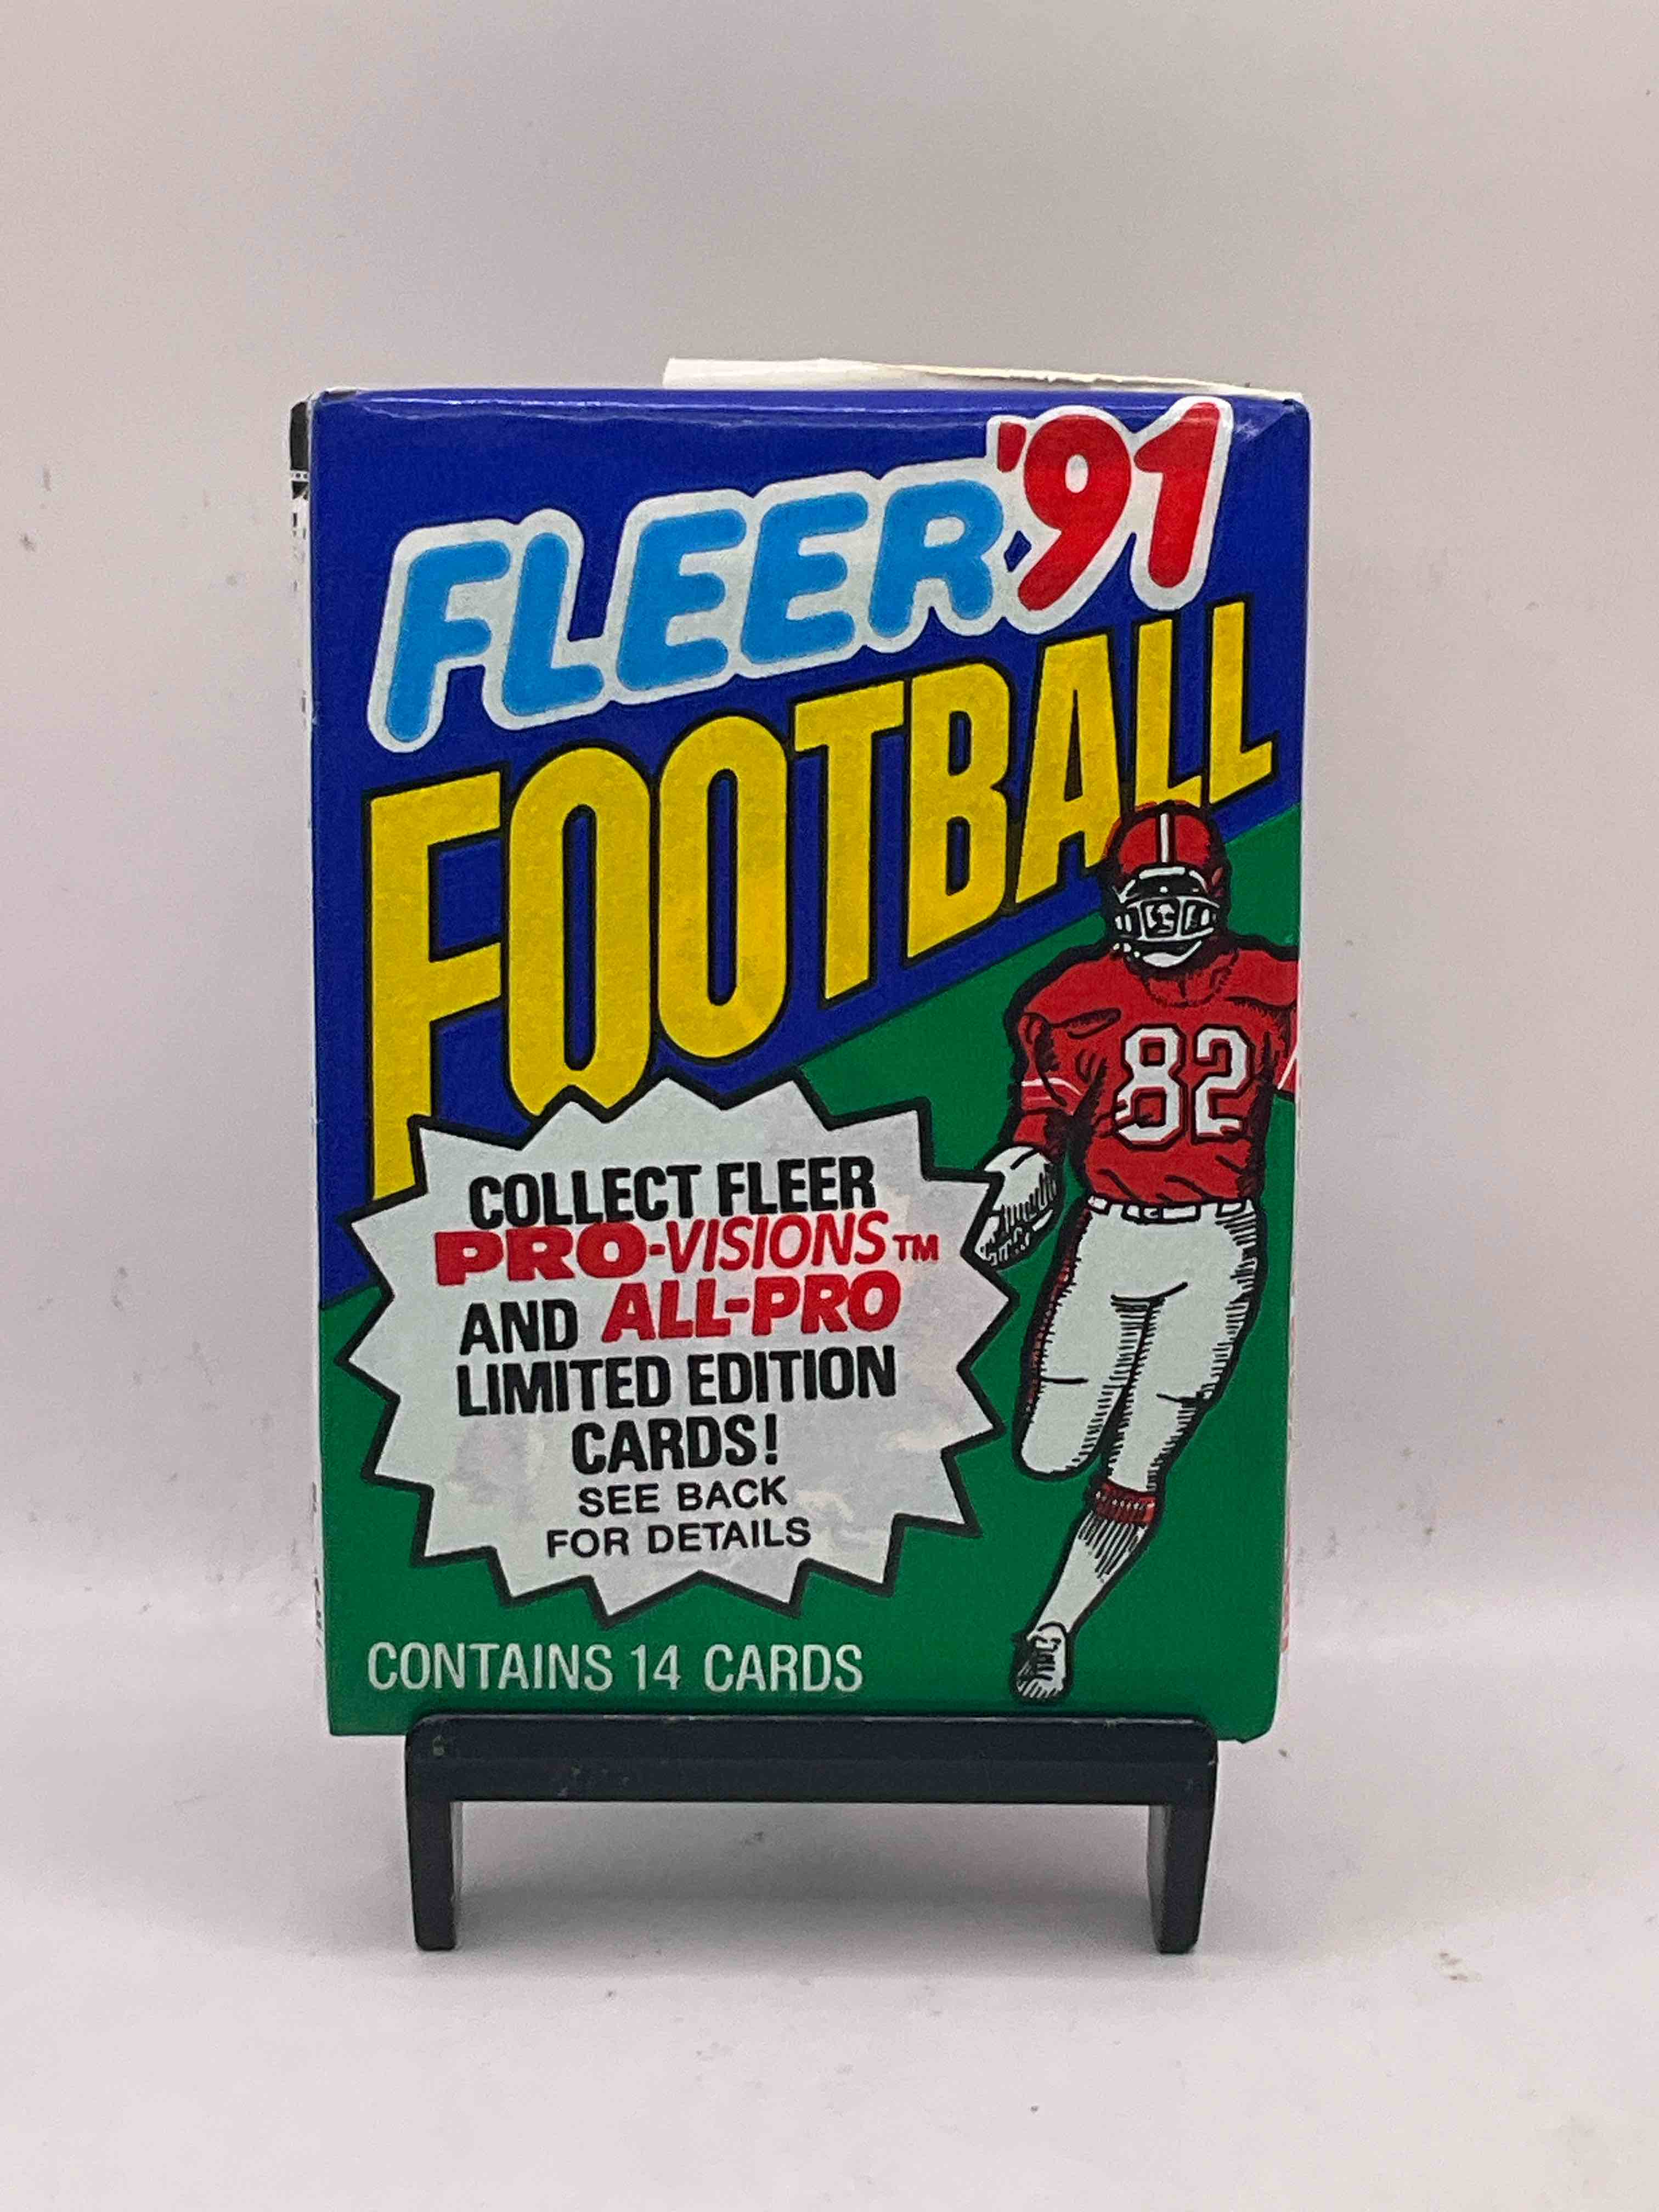 FLEER '91
FOOTBALL
82
COLLECT FLEER
PRO-VISIONS™
AND ALL-PRO
LIMITED EDITION
CARDS!
SEE BACK
FOR DETAILS
CONTAINS 14 CARDS